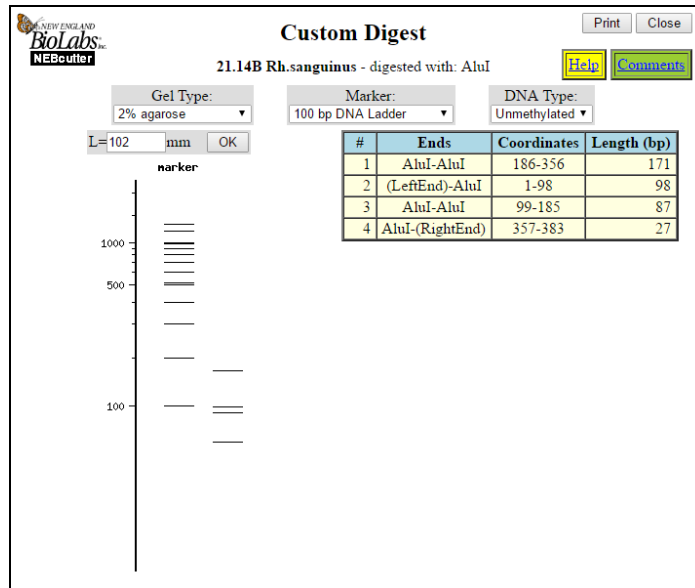 NEW ENGLAND
BioLabs Inc.
NEBcutter
Custom Digest
Print Close
21.14B Rh.sanguinus - digested with: AluI
Help Comments
Gel Type: Marker: DNA Type:
2% agarose 100 bp DNA Ladder Unmethylated
L= 102 mm OK
# Ends Coordinates Length (bp)
1 AluI-AluI 186-356 171
2 (LeftEnd)-AluI 1-98 98
3 AluI-AluI 99-185 87
4 AluI-(RightEnd) 357-383 27
marker
1000
500
100